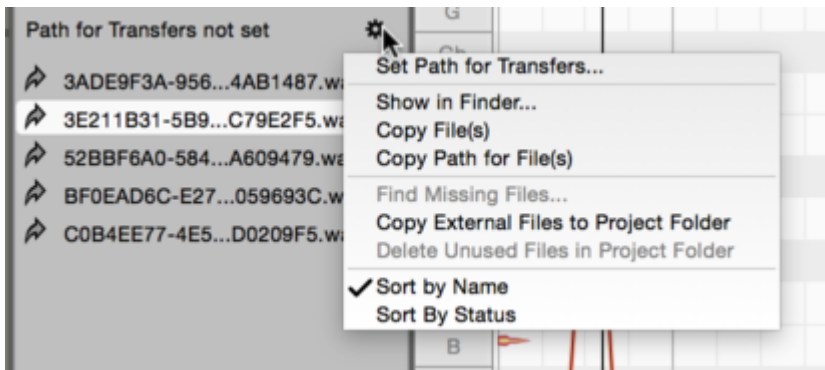 G
Path for Transfers not set
Set Path for Transfers...
3ADE9F3A-956...4AB1487.wa
Show in Finder...
3E211B31-5B9...C79E2F5.wa
Copy File(s)
52BBF6A0-584...A609479.wa
Copy Path for File(s)
BF0EAD6C-E27...059693C.w
Find Missing Files...
C0B4EE77-4E5...D0209F5.wa
Copy External Files to Project Folder
Delete Unused Files in Project Folder
Sort by Name
Sort By Status
B